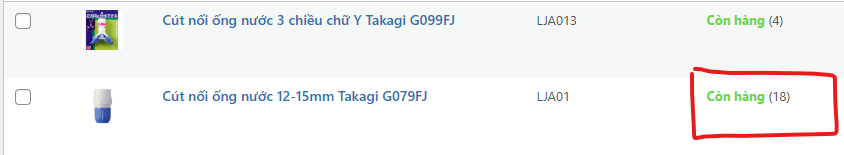 Cút nối ống nước 3 chiều chữ Y Takagi G099FJ LJA013 Còn hàng (4)
Cút nối ống nước 12-15mm Takagi G079FJ LJA01 Còn hàng (18)